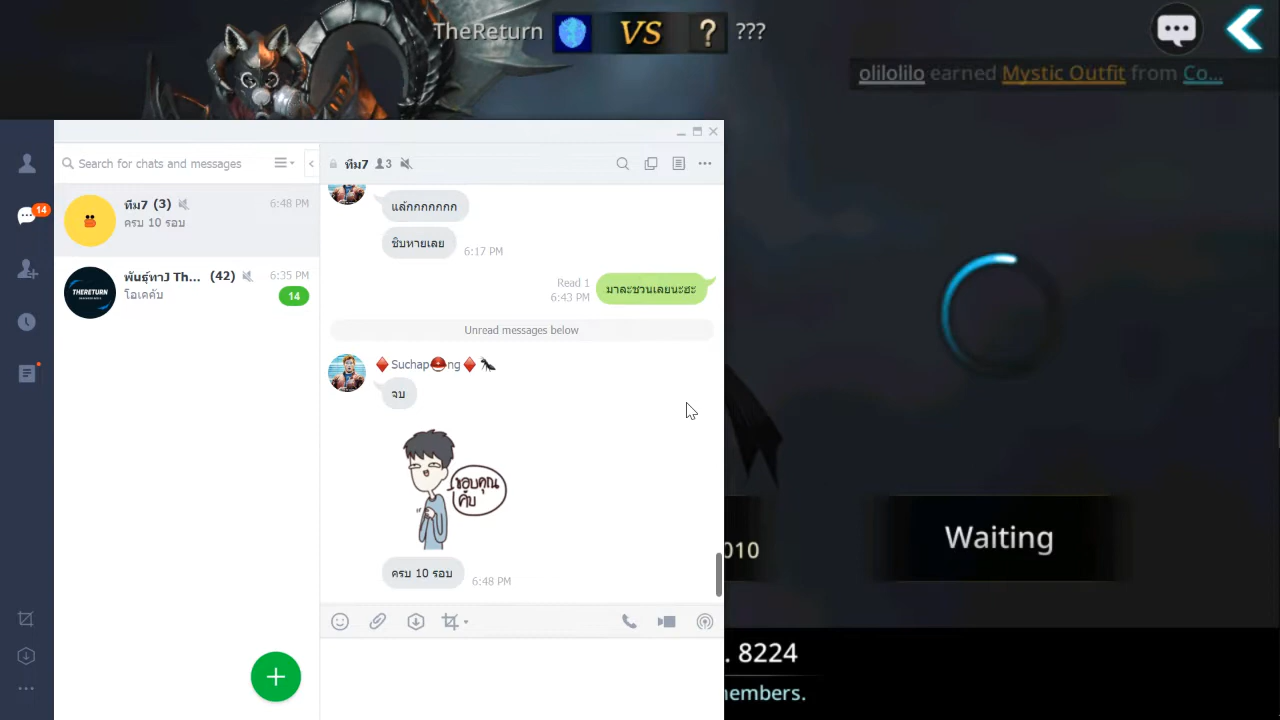 TheReturn VS ? ???
olilolilo earned Mystic Outfit from Co...
Search for chats and messages
14
ทีม7 (3) 6:48 PM
ครบ 10 รอบ
พันธุ์ทาJ Th... (42) 6:35 PM
โอเคคับ
14
THERETURN
ทีม7 3
แล้กกกกกกก
ชิบหายเลย
6:17 PM
Read 1
6:43 PM
มาละชวนเลยนะฮะ
Unread messages below
Suchap ng
จบ
ขอบคุณ
คับ
ครบ 10 รอบ
6:48 PM
010
Waiting
. 8224
embers.